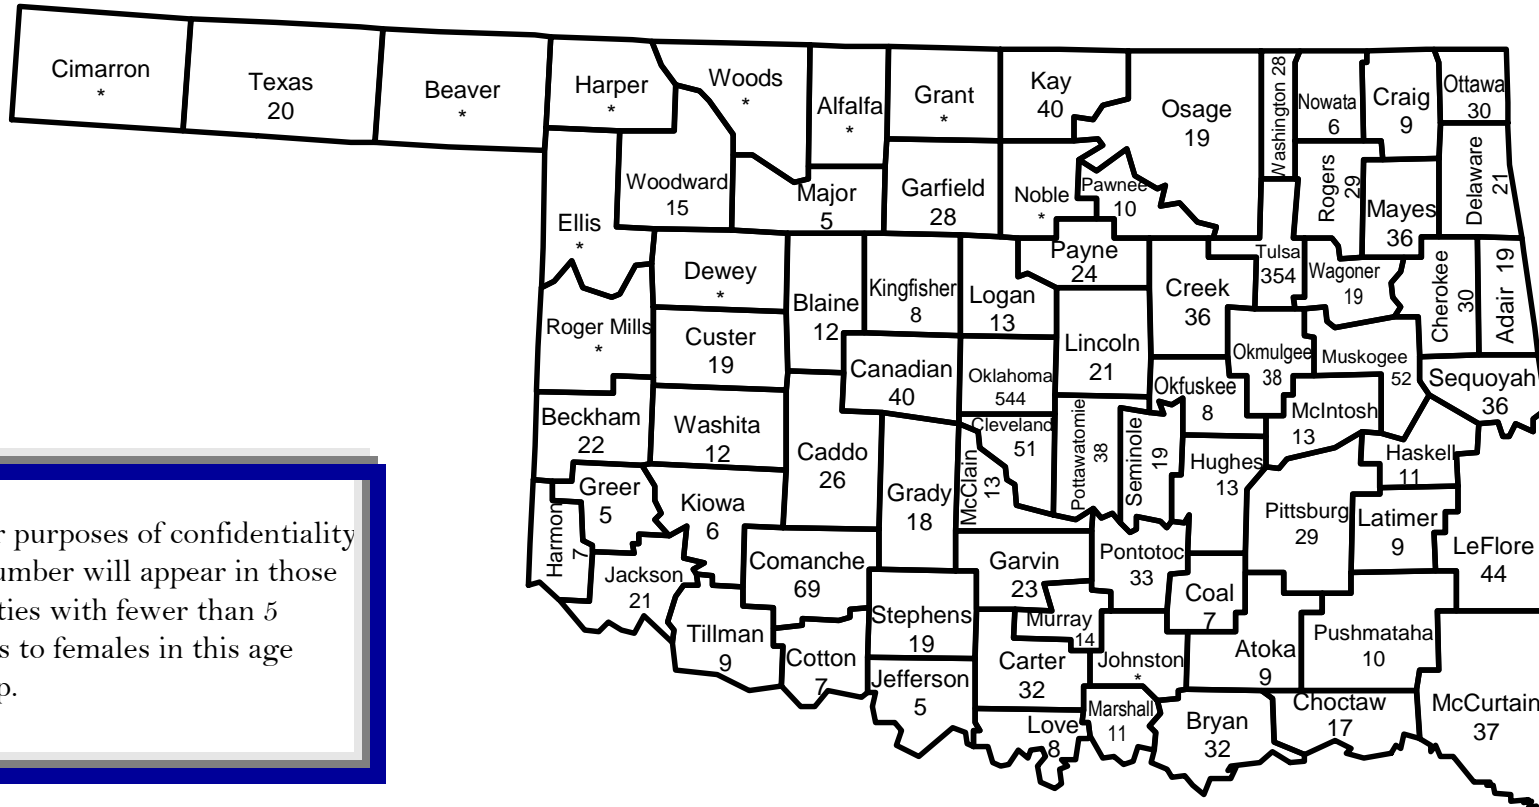 Cimarron
*
Texas
20
Beaver
*
Harper
*
Woods
*
Alfalfa
*
Grant
*
Kay
40
Osage
19
Washington 28
Nowata
6
Craig
9
Ottawa
30
Woodward
15
Major
5
Garfield
28
Noble
*
Pawnee
10
Rogers
29
Mayes
36
Delaware
21
Ellis
*
Dewey
*
Blaine
12
Kingfisher
8
Logan
13
Payne
24
Creek
36
Tulsa
354
Wagoner
19
Cherokee
30
Adair 19
Roger Mills
*
Custer
19
Canadian
40
Oklahoma
544
Lincoln
21
Okfuskee
8
Okmulgee
38
Muskogee
52
Sequoyah
36
Beckham
22
Washita
12
Caddo
26
Grady
18
McClain
13
Cleveland
51
Pottawatomie
38
Seminole
19
Hughes
13
McIntosh
13
Haskell
11
Greer
5
Kiowa
6
Harmon
7
Jackson
21
Comanche
69
Garvin
23
Pontotoc
33
Pittsburg
29
Latimer
9
LeFlore
44
Tillman
9
Cotton
7
Stephens
19
Murray
14
Coal
7
Carter
32
Johnston
*
Atoka
9
Pushmataha
10
Jefferson
5
Love
8
Marshall
11
Bryan
32
Choctaw
17
McCurtain
37
purposes of confidentiality
will appear in those
with fewer than 5
to females in this age